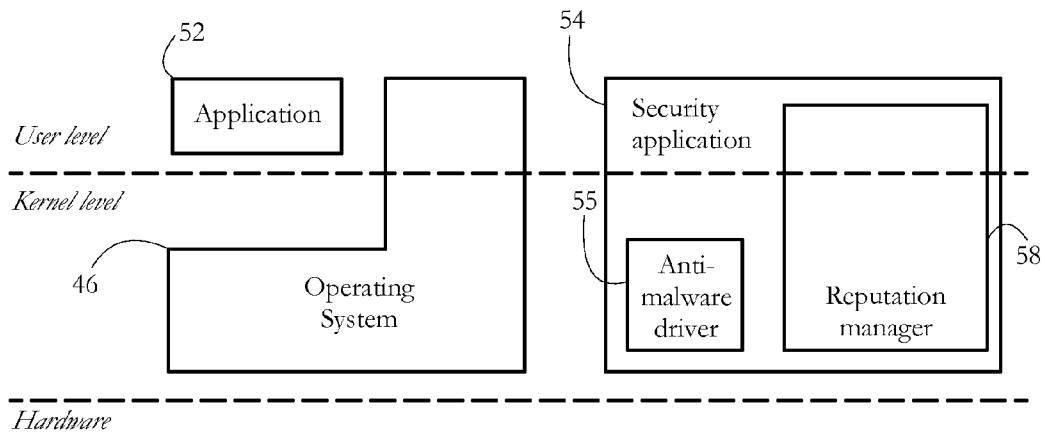 52
54
Application
Security
application
User level
Kernel level
55
46
58
Operating
System
Anti-
malware
driver
Reputation
manager
Hardware